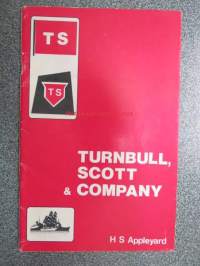 TS
TS
TURNBULL,
SCOTT
& COMPANY
H S Appleyard